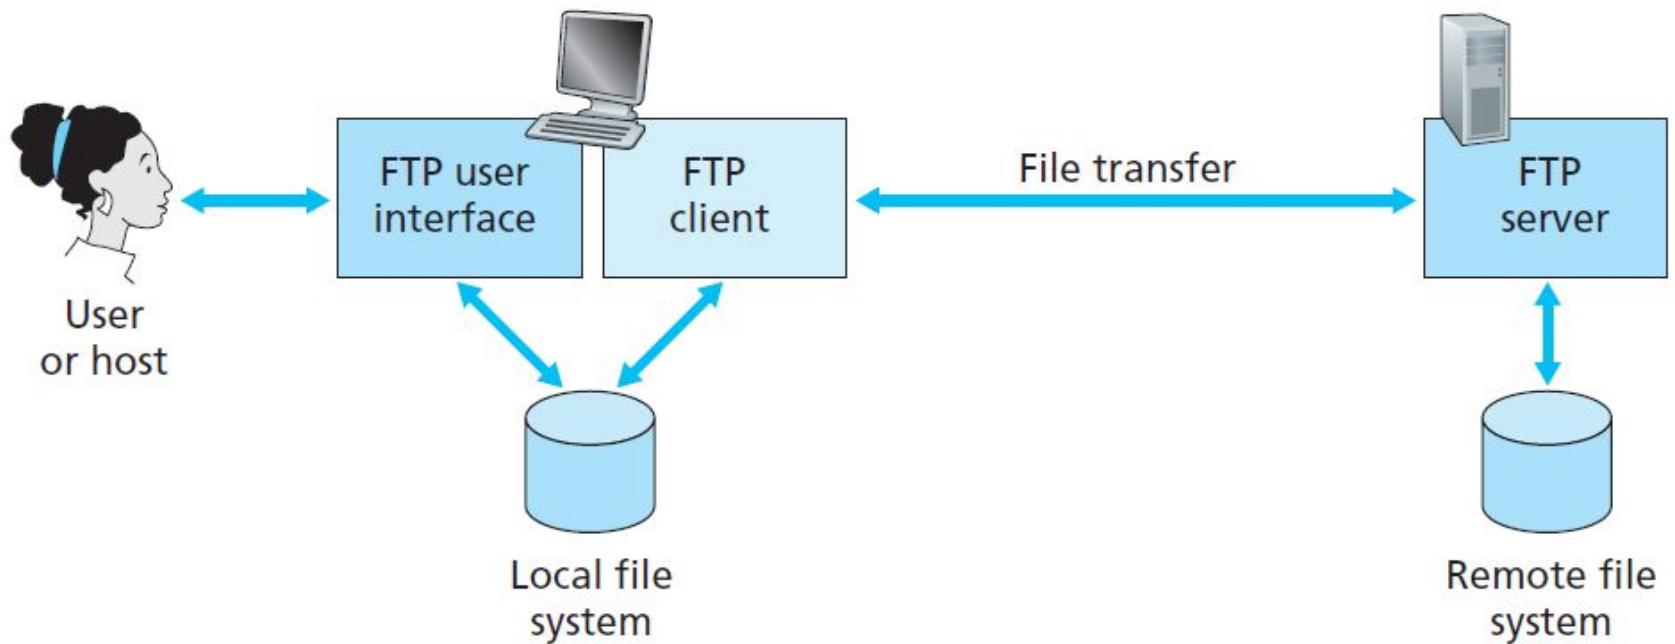 FTP user
interface
FTP
client
File transfer
FTP
server
User
or host
Local file
system
Remote file
system